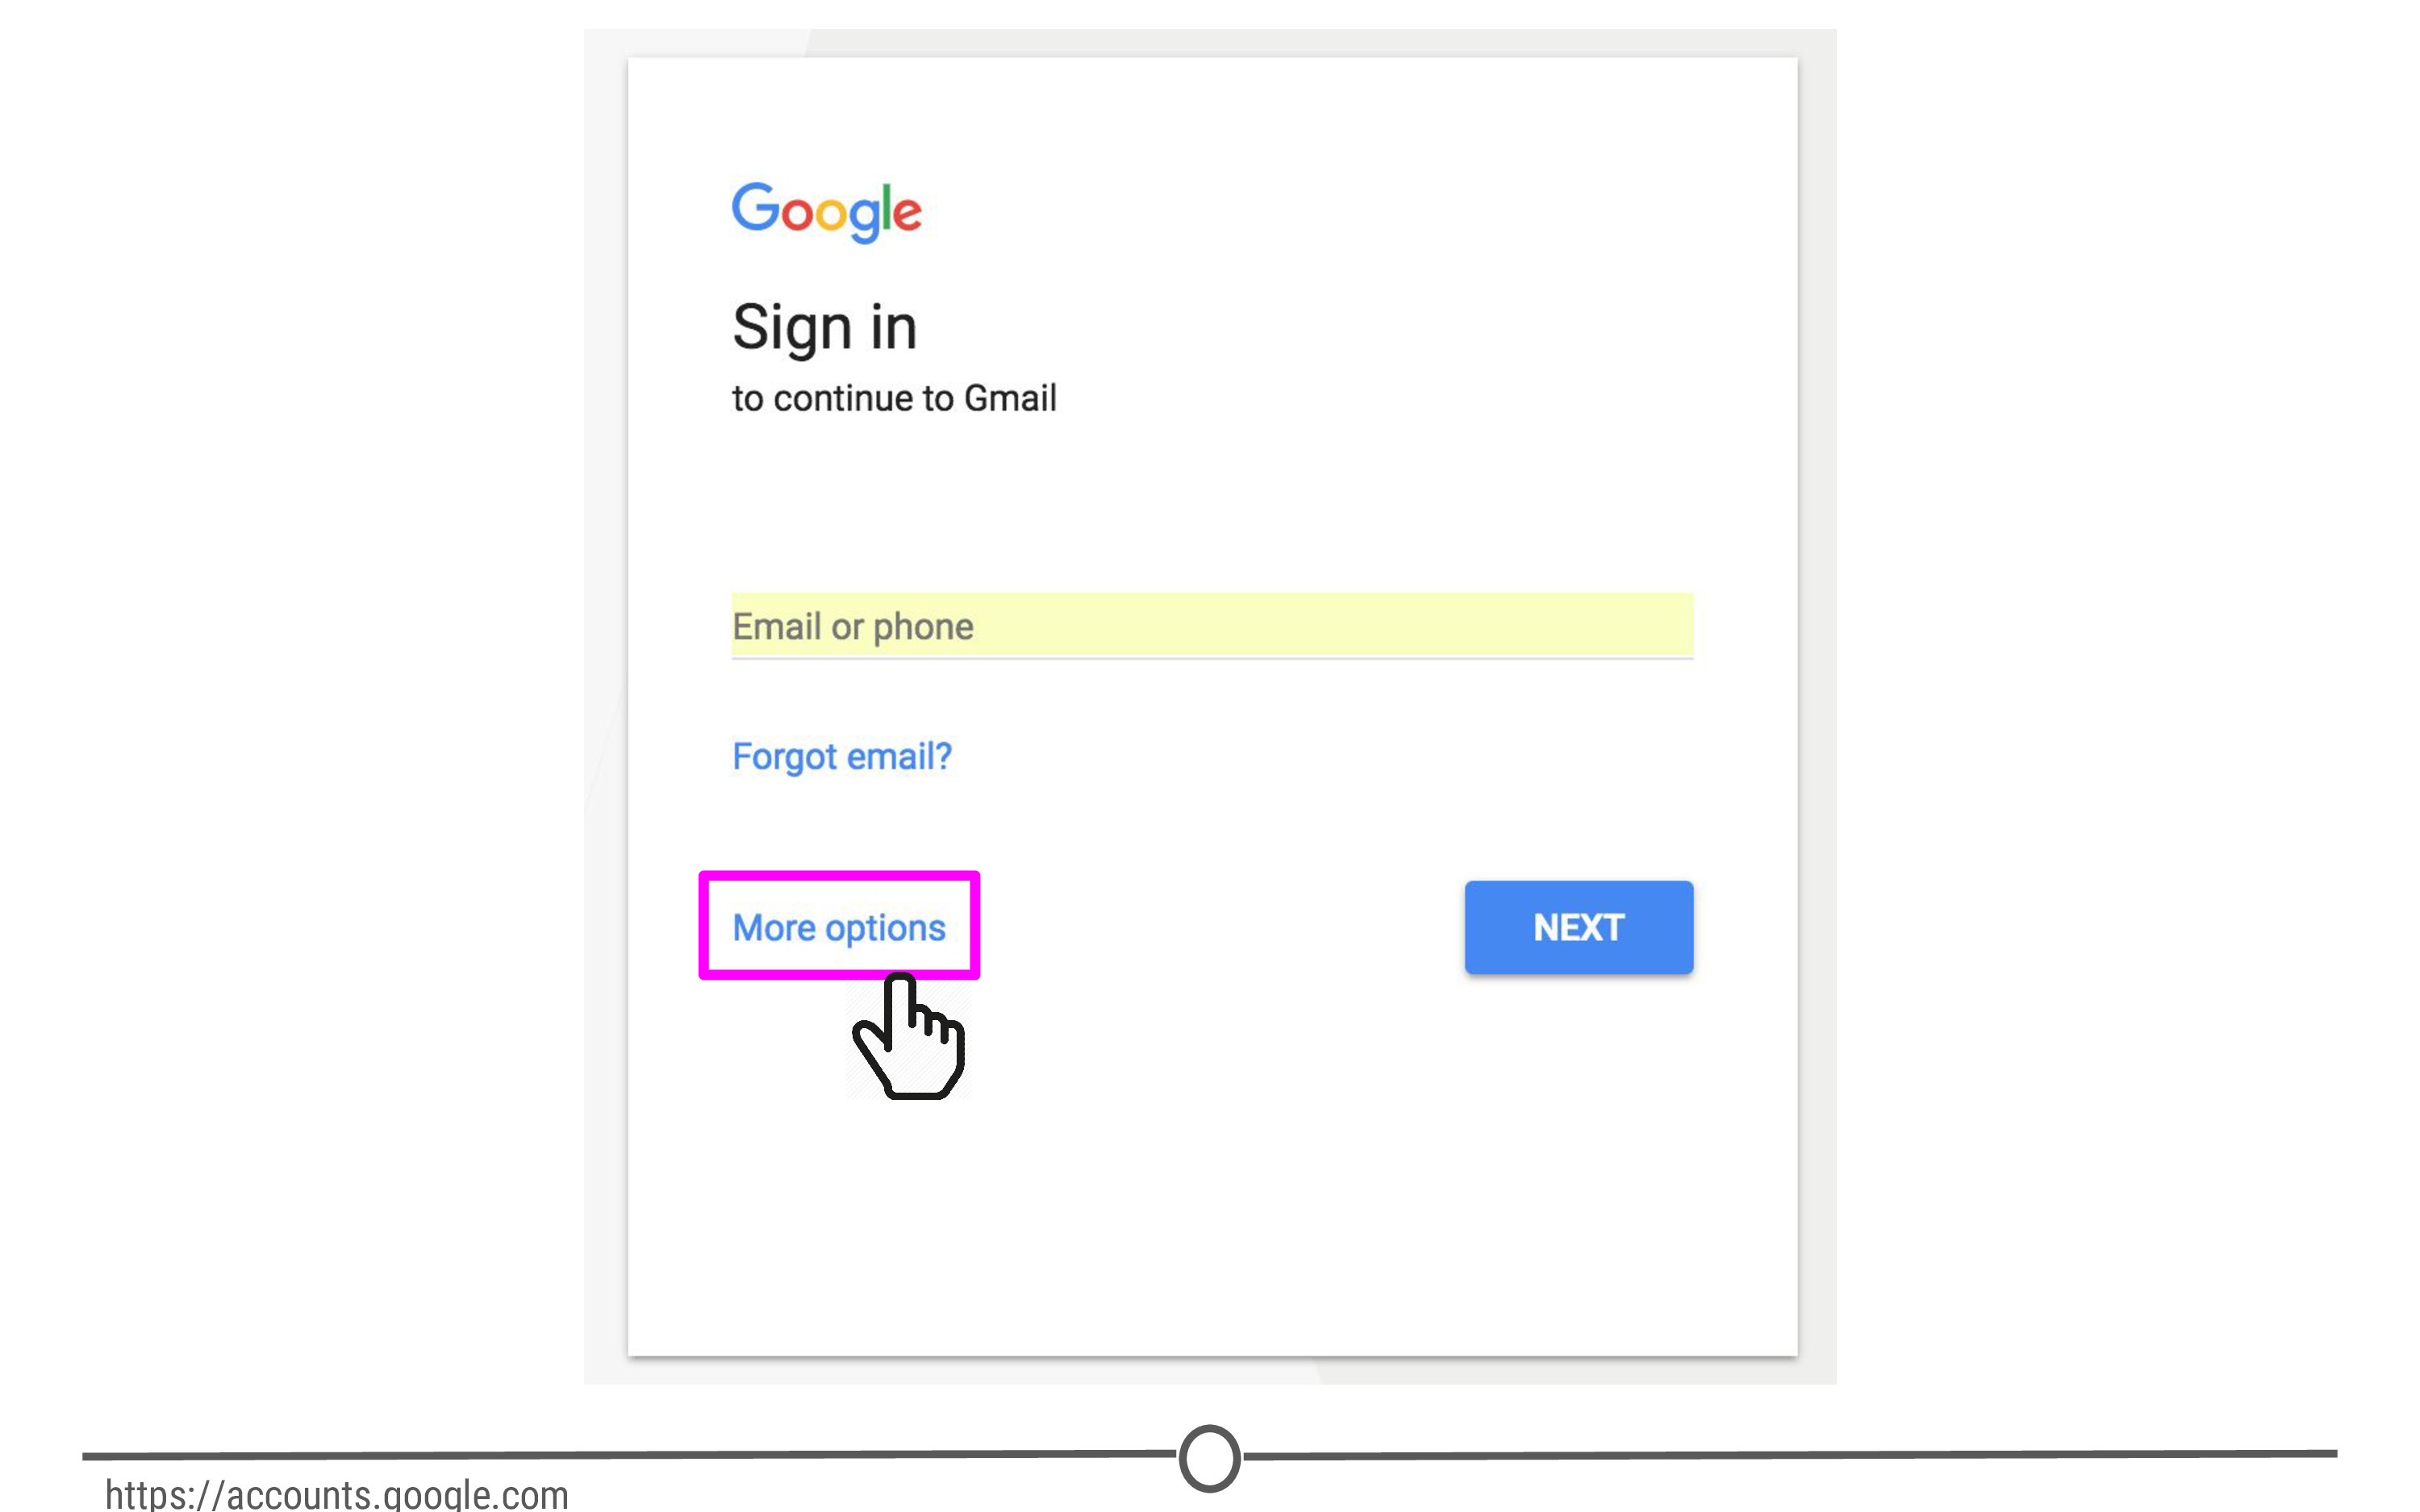 Google
Sign in
to continue to Gmail
Email or phone
Forgot email?
More options
NEXT
https://accounts.google.com